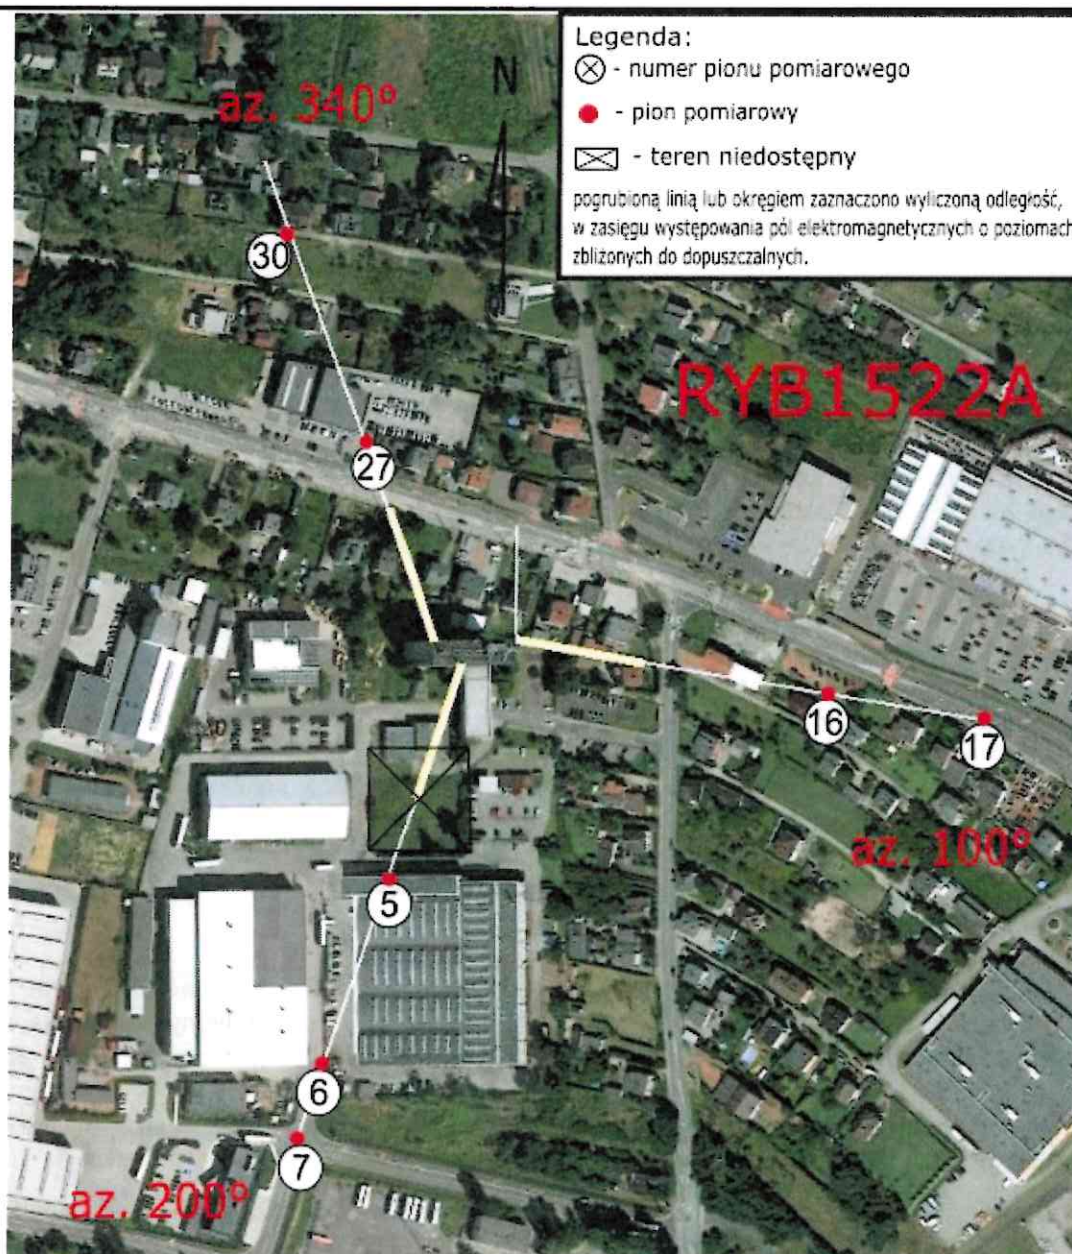 Legenda:
- numer pionu pomiarowego
- pion pomiarowy
- teren niedostępny
pogrubioną linią lub okręgiem zaznaczono wyliczoną odległość,
w zasięgu występowania pól elektromagnetycznych o poziomach
zbliżonych do dopuszczalnych.
N
az. 340°
30
RYB1522A
27
16
17
az. 100°
5
6
7
az. 200°